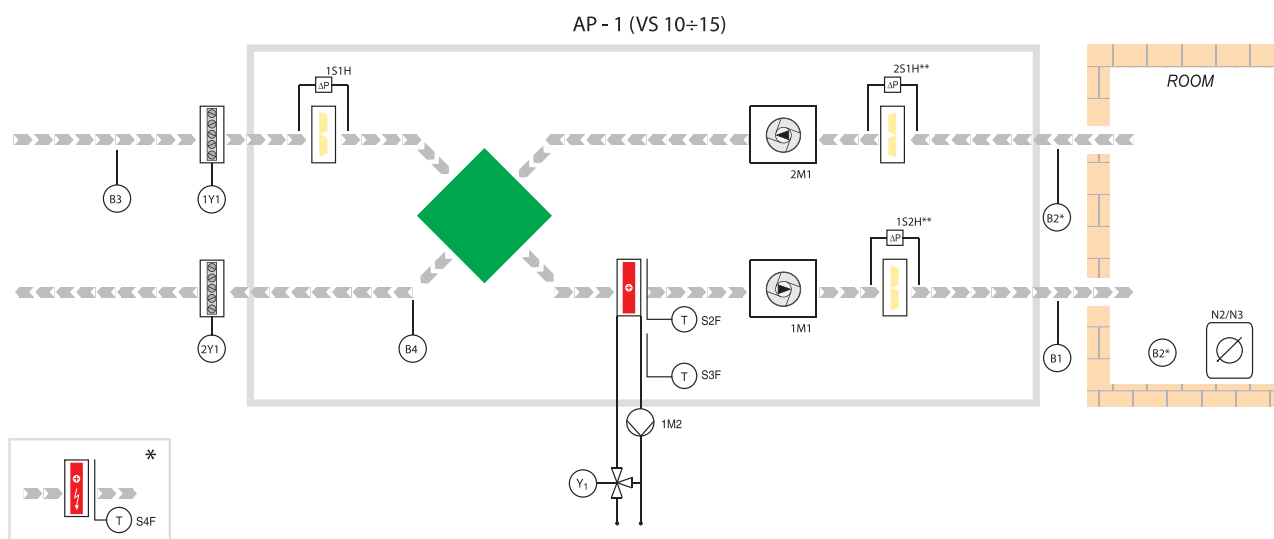 AP - 1 (VS 10÷15)
1S1H
ΔP
2S1H**
ΔP
ROOM
B3
1Y1
2M1
B2*
1S2H**
ΔP
2Y1
B4
T S2F
T S3F
1M1
B1
B2*
N2/N3
1M2
Y1
*
T S4F